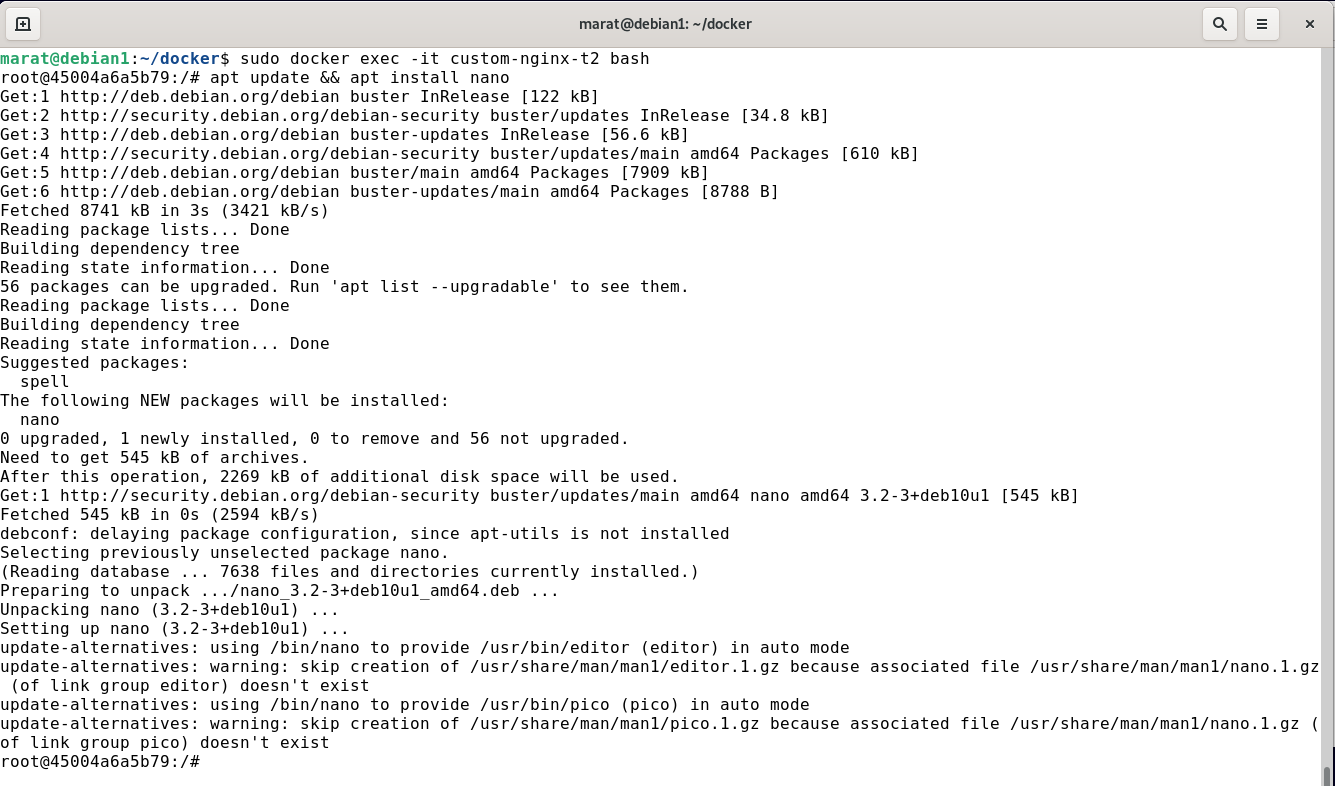 marat@debian1: ~/docker
marat@debian1:~/docker$ sudo docker exec -it custom-nginx-t2 bash
root@45004a6a5b79:/# apt update && apt install nano
Get:1 http://deb.debian.org/debian buster InRelease [122 kB]
Get:2 http://security.debian.org/debian-security buster/updates InRelease [34.8 kB]
Get:3 http://deb.debian.org/debian buster-updates InRelease [56.6 kB]
Get:4 http://security.debian.org/debian-security buster/updates/main amd64 Packages [610 kB]
Get:5 http://deb.debian.org/debian buster/main amd64 Packages [7909 kB]
Get:6 http://deb.debian.org/debian buster-updates/main amd64 Packages [8788 B]
Fetched 8741 kB in 3s (3421 kB/s)
Reading package lists... Done
Building dependency tree
Reading state information... Done
56 packages can be upgraded. Run 'apt list --upgradable' to see them.
Reading package lists... Done
Building dependency tree
Reading state information... Done
Suggested packages:
  spell
The following NEW packages will be installed:
  nano
0 upgraded, 1 newly installed, 0 to remove and 56 not upgraded.
Need to get 545 kB of archives.
After this operation, 2269 kB of additional disk space will be used.
Get:1 http://security.debian.org/debian-security buster/updates/main amd64 nano amd64 3.2-3+deb10u1 [545 kB]
Fetched 545 kB in 0s (2594 kB/s)
debconf: delaying package configuration, since apt-utils is not installed
Selecting previously unselected package nano.
(Reading database ... 7638 files and directories currently installed.)
Preparing to unpack .../nano_3.2-3+deb10u1_amd64.deb ...
Unpacking nano (3.2-3+deb10u1) ...
Setting up nano (3.2-3+deb10u1) ...
update-alternatives: using /bin/nano to provide /usr/bin/editor (editor) in auto mode
update-alternatives: warning: skip creation of /usr/share/man/man1/editor.1.gz because associated file /usr/share/man/man1/nano.1.gz
 (of link group editor) doesn't exist
update-alternatives: using /bin/nano to provide /usr/bin/pico (pico) in auto mode
update-alternatives: warning: skip creation of /usr/share/man/man1/pico.1.gz because associated file /usr/share/man/man1/nano.1.gz (
of link group pico) doesn't exist
root@45004a6a5b79:/#